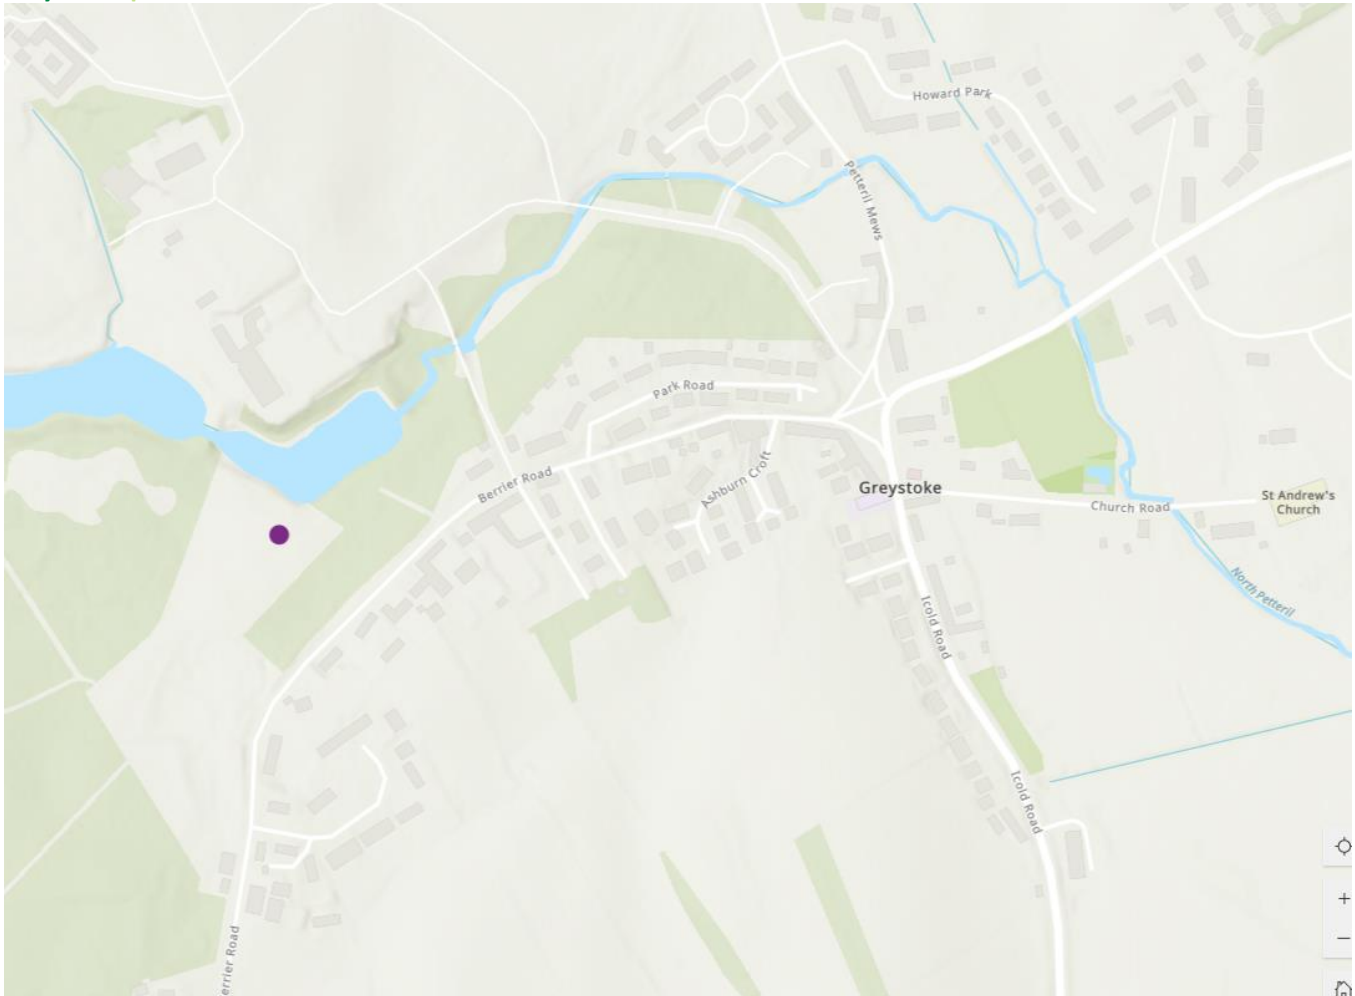 Howard Park
Petteril Mews
Park Road
Berrier Road
Ashburn Croft
Greystoke
Church Road
St Andrew's
Church
North Petteril
Icold Road
Icold Road
errier Road
+
−